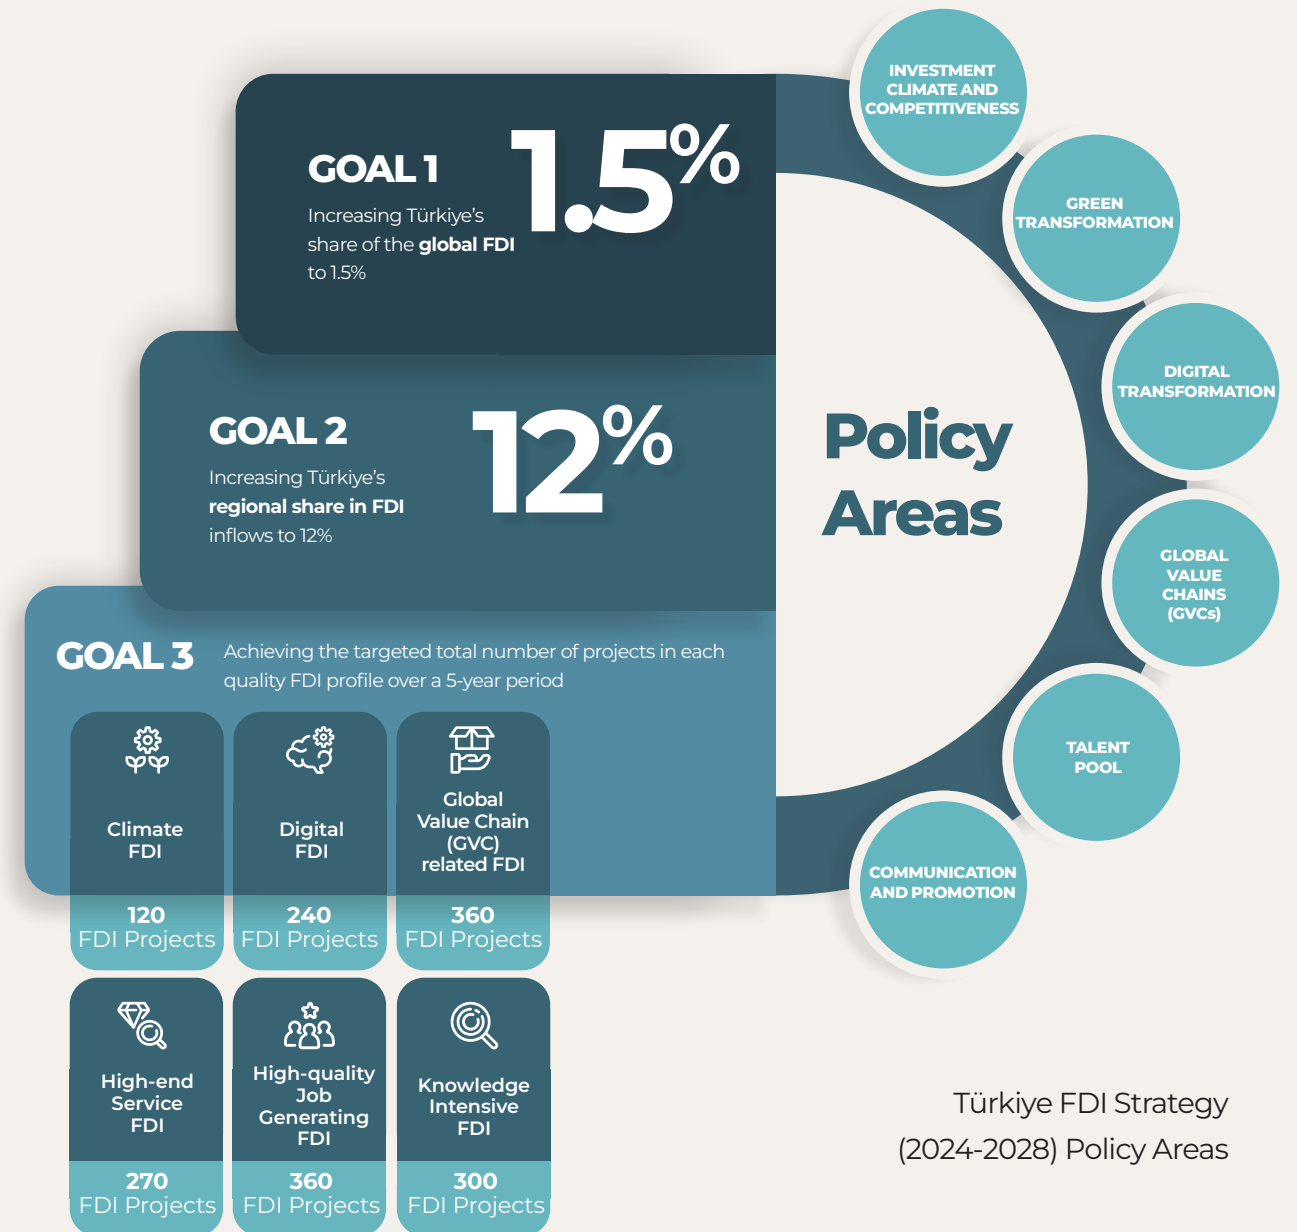 GOAL 1
Increasing Türkiye's
share of the global FDI
to 1.5%
1.5%
GOAL 2
Increasing Türkiye's
regional share in FDI
inflows to 12%
12%
GOAL 3
Achieving the targeted total number of projects in each
quality FDI profile over a 5-year period
Climate
FDI
120
FDI Projects
Digital
FDI
240
FDI Projects
Global
Value Chain
(GVC)
related FDI
360
FDI Projects
High-end
Service
FDI
270
FDI Projects
High-quality
Job
Generating
FDI
360
FDI Projects
Knowledge
Intensive
FDI
300
FDI Projects
Policy
Areas
INVESTMENT
CLIMATE AND
COMPETITIVENESS
GREEN
TRANSFORMATION
DIGITAL
TRANSFORMATION
GLOBAL
VALUE
CHAINS
(GVCs)
TALENT
POOL
COMMUNICATION
AND PROMOTION
Türkiye FDI Strategy
(2024-2028) Policy Areas